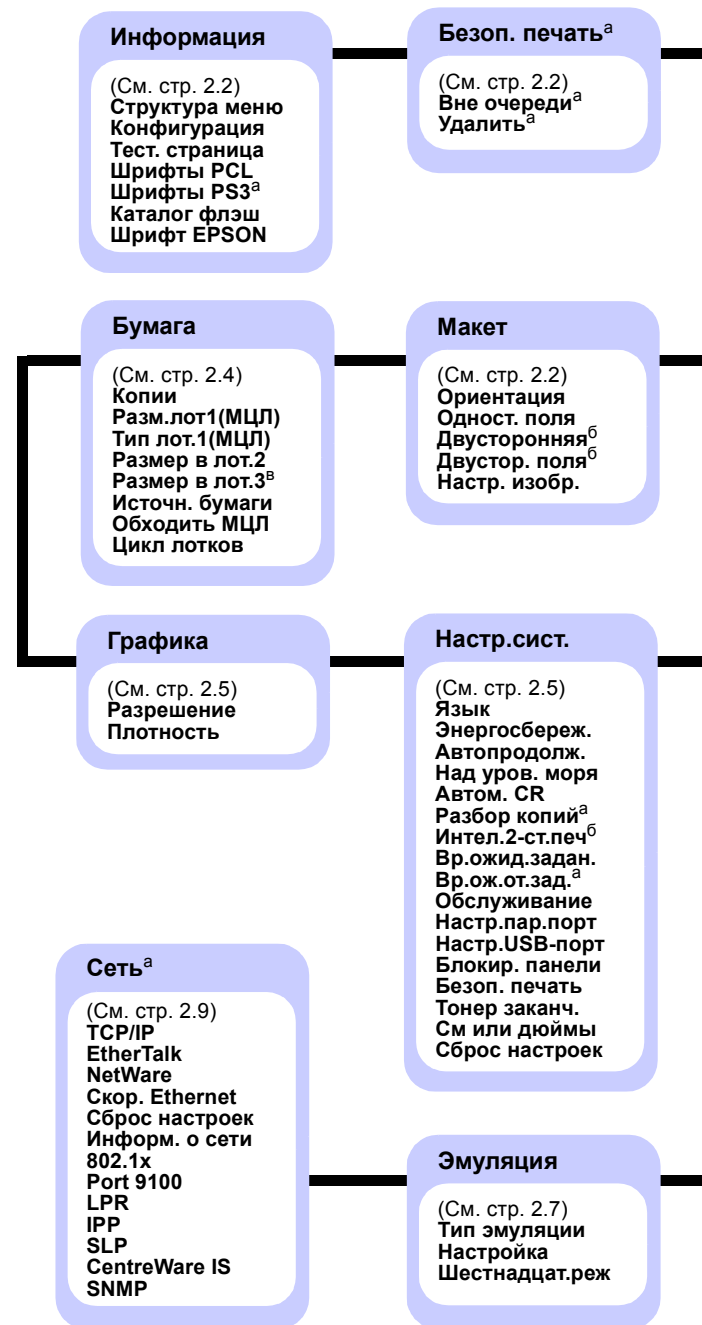 Информация
(См. стр. 2.2)
Структура меню
Конфигурация
Тест. страница
Шрифты PCL
Шрифты PS3а
Каталог флэш
Шрифт EPSON
Безоп. печатьа
(См. стр. 2.2)
Вне очередиа
Удалитьа
Бумага
(См. стр. 2.4)
Копии
Разм.лот1(МЦЛ)
Тип лот.1(МЦЛ)
Размер в лот.2
Размер в лот.3в
Источн. бумаги
Обходить МЦЛ
Цикл лотков
Макет
(См. стр. 2.2)
Ориентация
Одност. поля
Двусторонняяб
Двустор. поляб
Настр. изобр.
Графика
(См. стр. 2.5)
Разрешение
Плотность
Настр.сист.
(См. стр. 2.5)
Язык
Энергосбереж.
Автопродолж.
Над уров. моря
Автом. CR
Разбор копийа
Интел.2-ст.печб
Вр.ожид.задан.
Вр.ож.от.зад.а
Обслуживание
Настр.пар.порт
Настр.USB-порт
Блокир. панели
Безоп. печать
Тонер заканч.
См или дюймы
Сброс настроек
Сетьа
(См. стр. 2.9)
TCP/IP
EtherTalk
NetWare
Скор. Ethernet
Сброс настроек
Информ. о сети
802.1x
Port 9100
LPR
IPP
SLP
CentreWare IS
SNMP
Эмуляция
(См. стр. 2.7)
Тип эмуляции
Настройка
Шестнадцат.реж